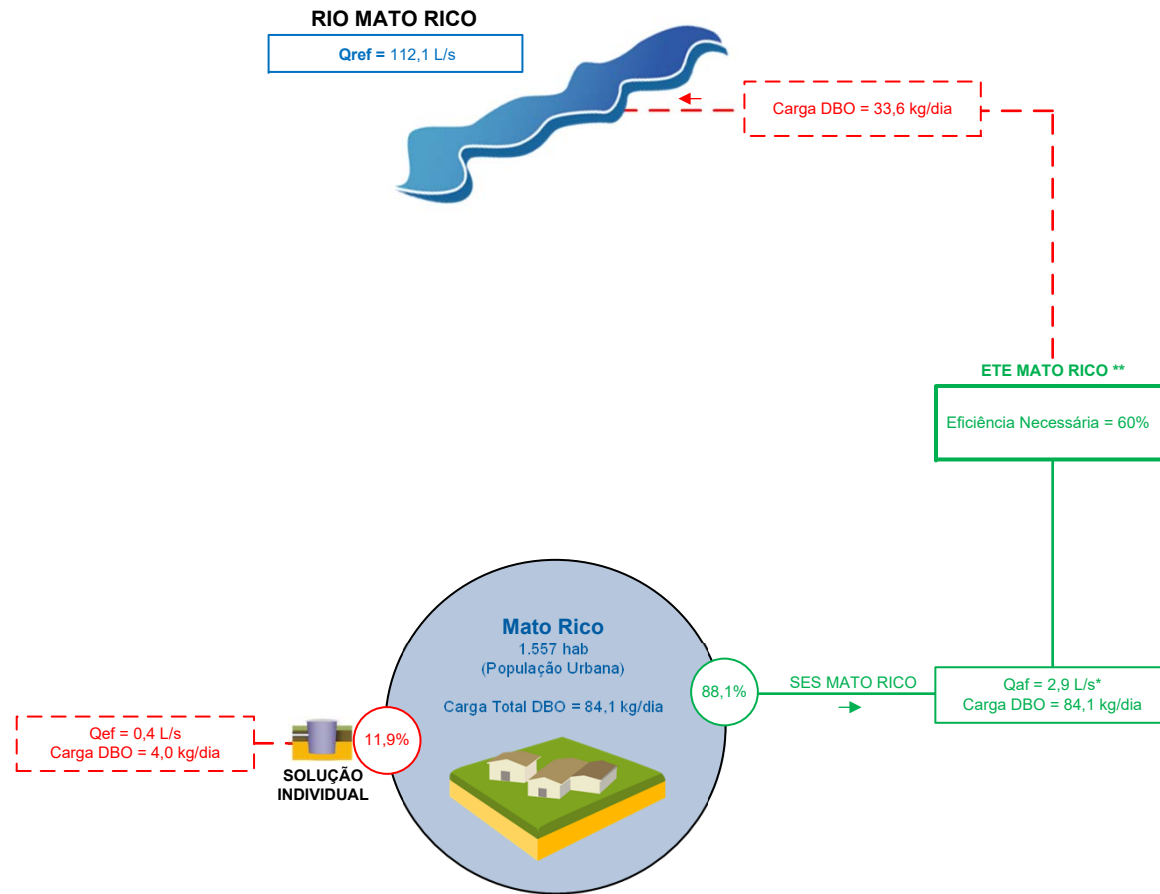 RIO MATO RICO
Qref = 112,1 L/s
Carga DBO = 33,6 kg/dia
ETE MATO RICO **
Eficiência Necessária = 60%
Mato Rico
1.557 hab
(População Urbana)
Carga Total DBO = 84,1 kg/dia
88,1%
SES MATO RICO
Qaf = 2,9 L/s*
Carga DBO = 84,1 kg/dia
Qef = 0,4 L/s
Carga DBO = 4,0 kg/dia
SOLUÇÃO
INDIVIDUAL
11,9%